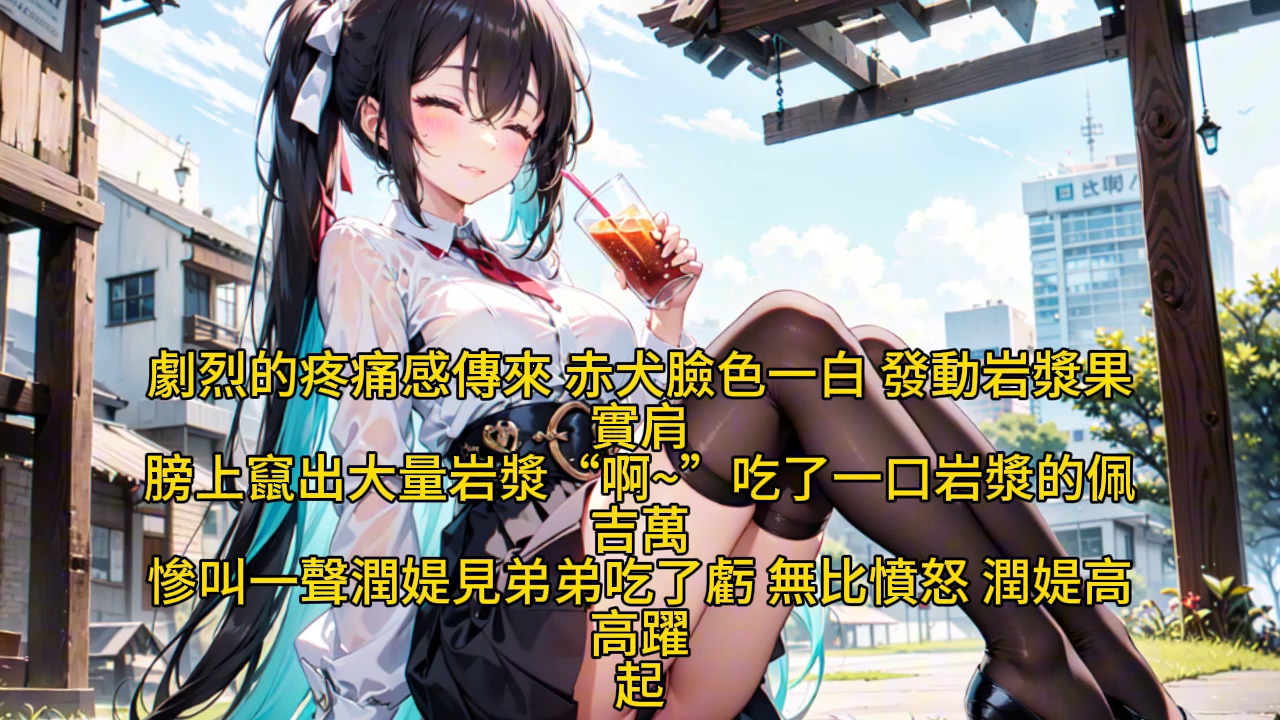 劇烈的疼痛感傳來 赤犬臉色一白 發動岩漿果
實肩
膀上竄出大量岩漿“啊~” 吃了一口岩漿的佩
吉萬
慘叫一聲潤媞見弟弟吃了虧 無比憤怒 潤媞高
高躍
起